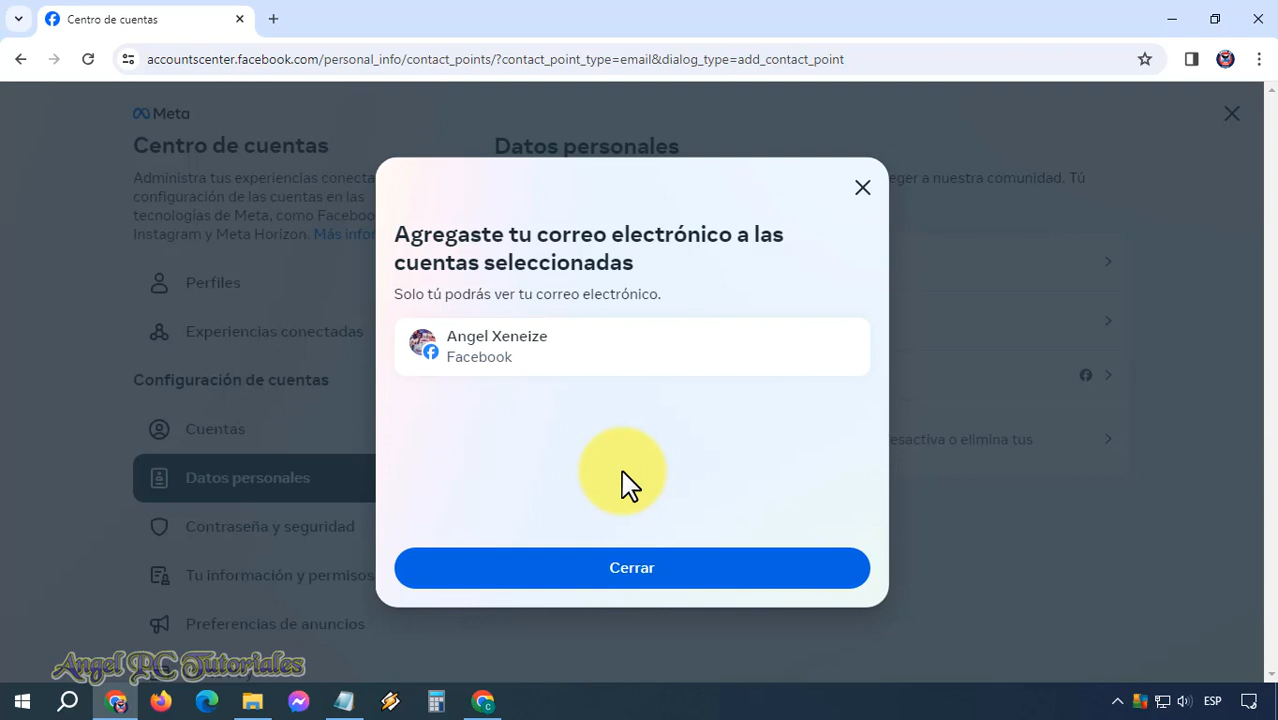 Centro de cuentas
accountscenter.facebook.com/personal_info/contact_points/?contact_point_type=email&dialog_type=add_contact_point
Meta
Centro de cuentas
Administra tus experiencias conecta
configuración de las cuentas en las
tecnologías de Meta, como Facebook
Instagram y Meta Horizon. Más infor
Perfiles
Experiencias conectadas
Configuración de cuentas
Cuentas
Datos personales
Contraseña y seguridad
Tu información y permisos
Preferencias de anuncios
Datos personales
eger a nuestra comunidad. Tú
esactiva o elimina tus
Agregaste tu correo electrónico a las
cuentas seleccionadas
Solo tú podrás ver tu correo electrónico.
Angel Xeneize
Facebook
Cerrar
Angel PC Tutoriales
ESP